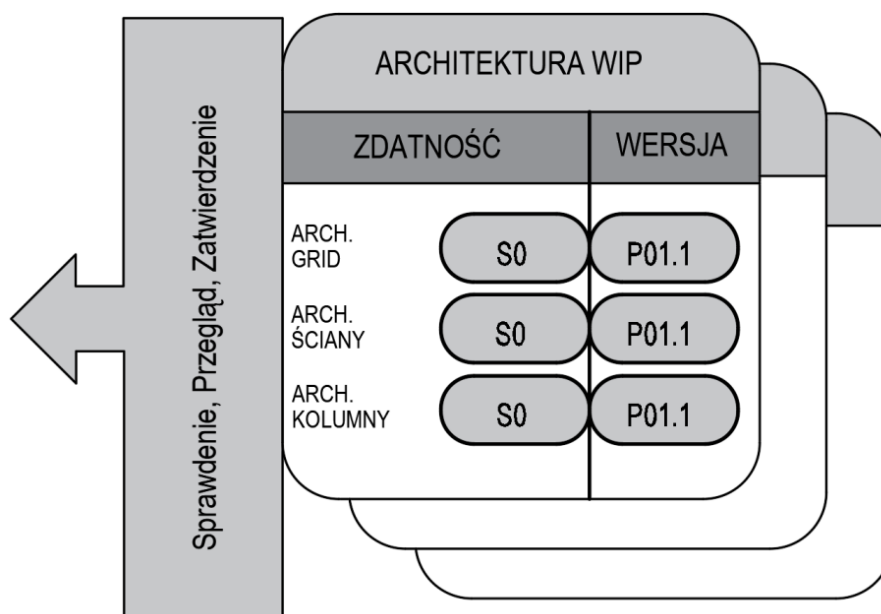 Sprawdenie, Przegląd, Zatwierdzenie
ARCHITEKTURA WIP
ZDATNOŚĆ WERSJA
ARCH.
GRID S0 P01.1
ARCH.
ŚCIANY S0 P01.1
ARCH.
KOLUMNY S0 P01.1